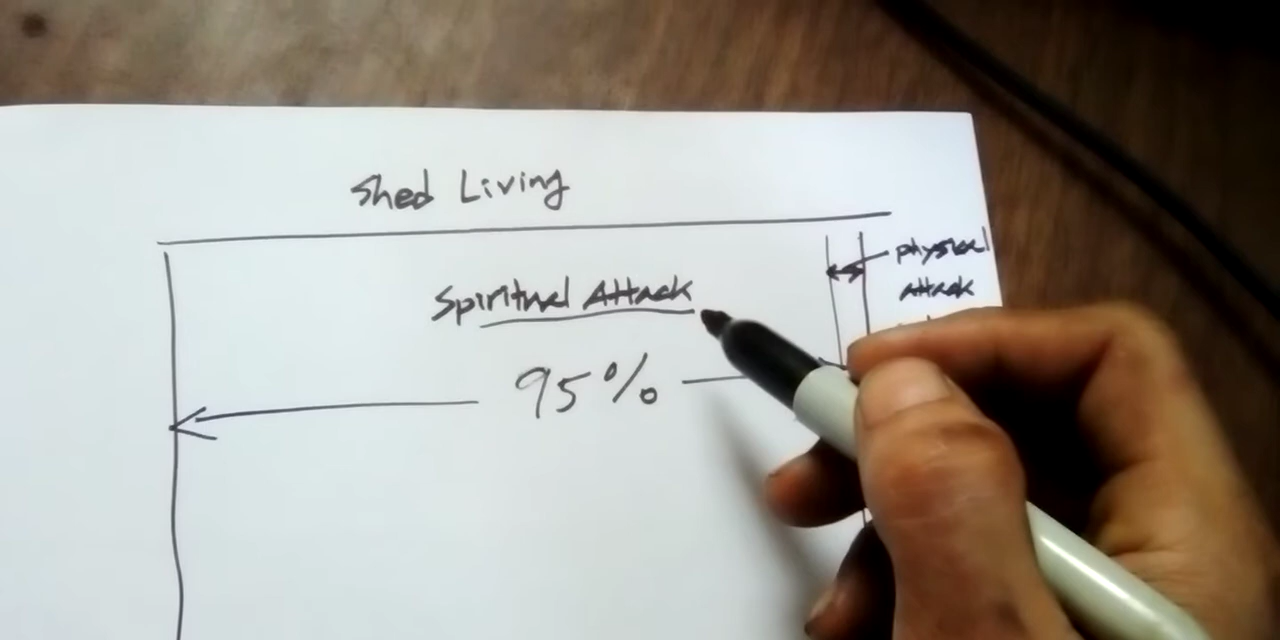 Shed Living
Spiritual Attack
95%
physical
Attack